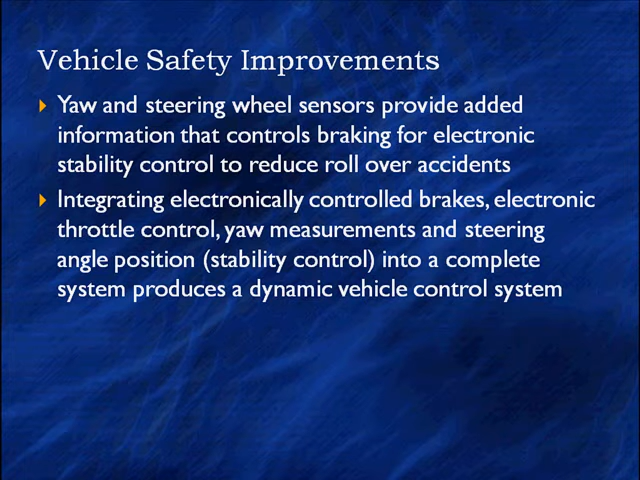 Vehicle Safety Improvements
Yaw and steering wheel sensors provide added
information that controls braking for electronic
stability control to reduce roll over accidents
Integrating electronically controlled brakes, electronic
throttle control, yaw measurements and steering
angle position (stability control) into a complete
system produces a dynamic vehicle control system